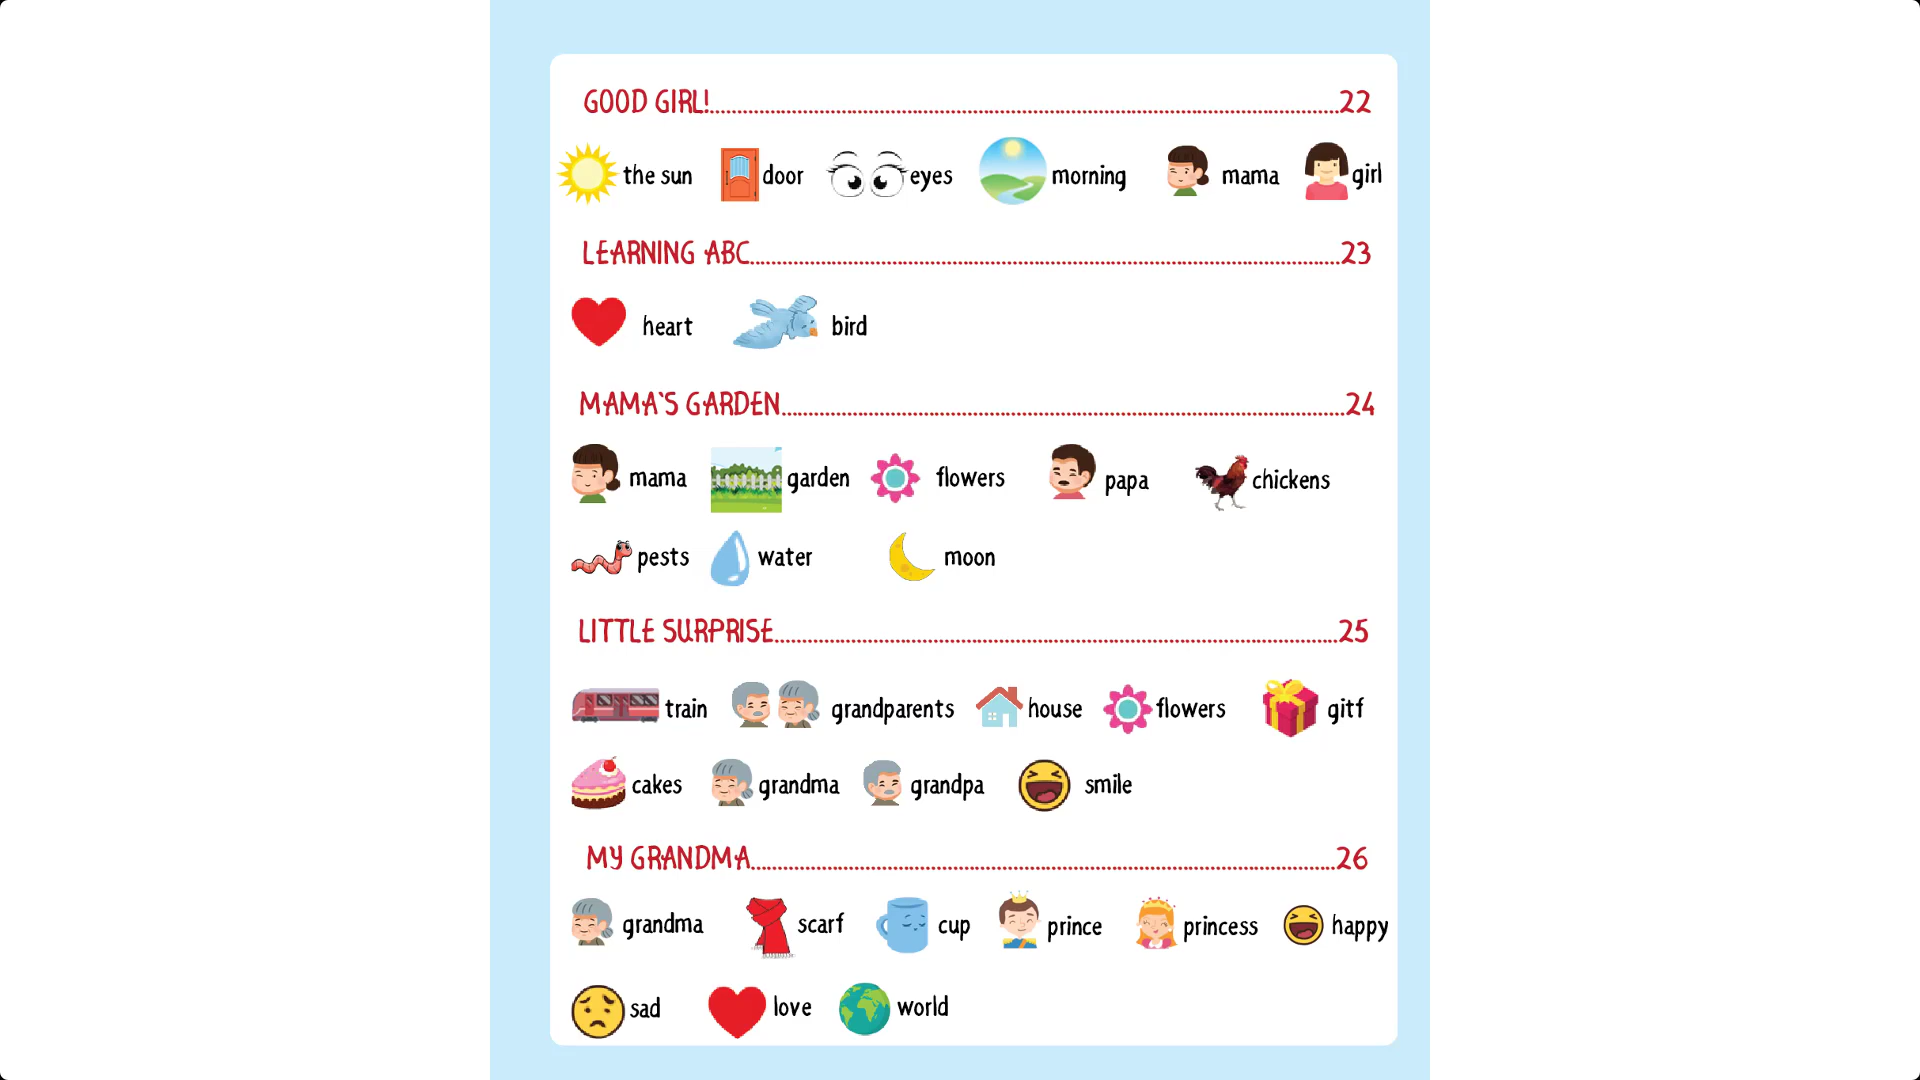 GOOD GIRL!..........22
the sun door eyes morning mama girl
LEARNING ABC..........23
heart bird
MAMA'S GARDEN..........24
mama garden flowers papa chickens
pests water moon
LITTLE SURPRISE..........25
train grandparents house flowers gitf
cakes grandma grandpa smile
MY GRANDMA..........26
grandma scarf cup prince princess happy
sad love world